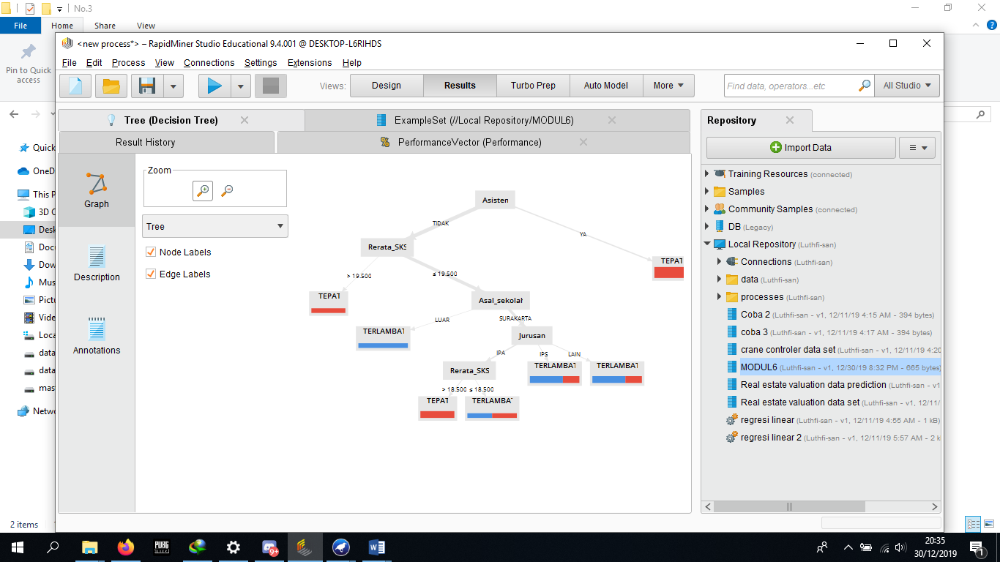 No.3
File Home Share View
Pin to Quick
access
<new process*> – RapidMiner Studio Educational 9.4.001 @ DESKTOP-L6RIHDS
File Edit Process View Connections Settings Extensions Help
Views: Design Results Turbo Prep Auto Model More
Find data, operators...etc
All Studio
Tree (Decision Tree)
ExampleSet (//Local Repository/MODUL6)
Result History
PerformanceVector (Performance)
Graph
Description
Annotations
Zoom
Tree
Node Labels
Edge Labels
Asisten
TIDAK
YA
Rerata_SKS
TEPAT
> 19.500
≤ 19.500
TEPAT
Asal_sekolah
LUAR
SURAKARTA
TERLAMBAT
Jurusan
IPA
IPS
LAIN
Rerata_SKS
TERLAMBAT
TERLAMBAT
> 18.500
≤ 18.500
TEPAT
TERLAMBAT
Repository
Import Data
Training Resources (connected)
Samples
Community Samples (connected)
DB (Legacy)
Local Repository (Luthfi-san)
Connections (Luthfi-san)
data (Luthfi-san)
processes (Luthfi-san)
Coba 2 (Luthfi-san - v1, 12/11/19 4:15 AM - 394 bytes)
coba 3 (Luthfi-san - v1, 12/11/19 4:17 AM - 394 bytes)
crane controler data set (Luthfi-san - v1, 12/11/19 4:20
MODUL6 (Luthfi-san - v1, 12/30/19 8:32 PM - 665 bytes)
Real estate valuation data prediction (Luthfi-san - v1
Real estate valuation data set (Luthfi-san - v1, 12/11/
regresi linear (Luthfi-san - v1, 12/11/19 4:55 AM - 1 kB)
regresi linear 2 (Luthfi-san - v1, 12/11/19 5:57 AM - 2 k
Quick
OneD
This P
3D O
Desk
Docu
Dow
Mus
Pictu
Vide
Loca
data
data
mas
Netwo
2 items
PUBG
9+
20:35
30/12/2019
1